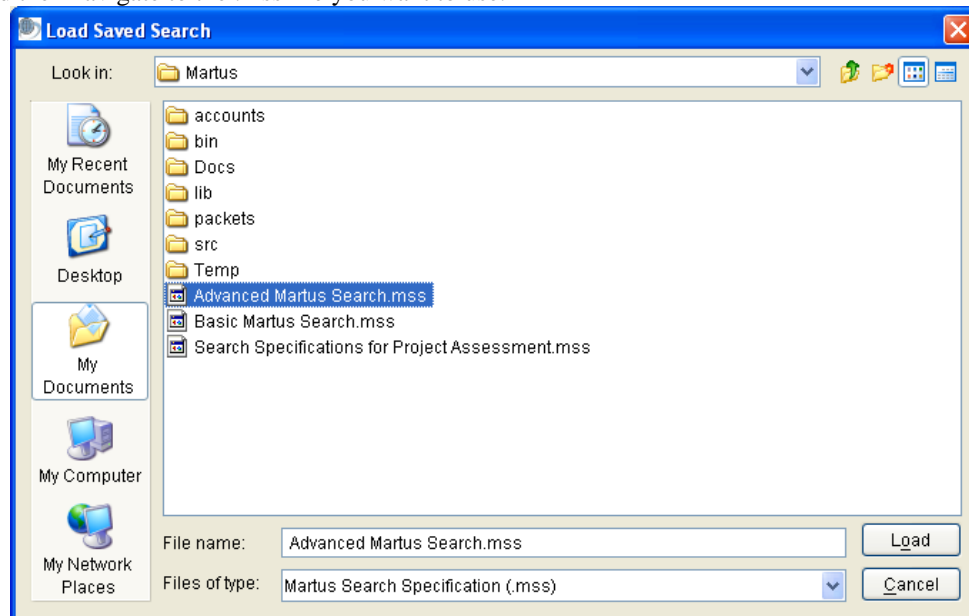 Load Saved Search
Look in:
Martus
My Recent
Documents
Desktop
My
Documents
My Computer
My Network
Places
accounts
bin
Docs
lib
packets
src
Temp
Advanced Martus Search.mss
Basic Martus Search.mss
Search Specifications for Project Assessment.mss
File name:
Advanced Martus Search.mss
Load
Files of type:
Martus Search Specification (.mss)
Cancel